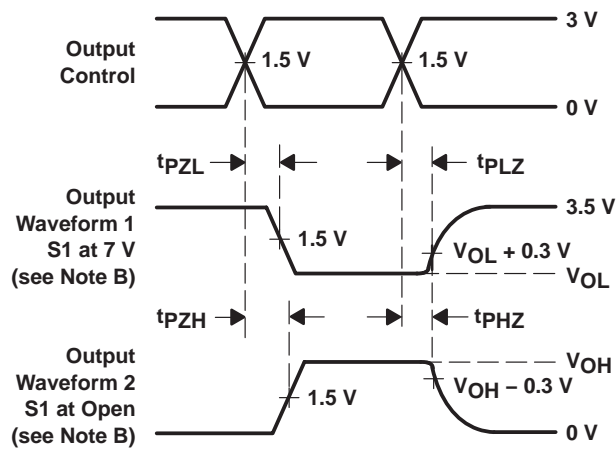 3 V
Output
Control
1.5 V
1.5 V
0 V
tPZL
tPLZ
Output
Waveform 1
S1 at 7 V
(see Note B)
3.5 V
1.5 V
VOL + 0.3 V
VOL
tPZH
tPHZ
Output
Waveform 2
S1 at Open
(see Note B)
VOH
VOH − 0.3 V
1.5 V
0 V